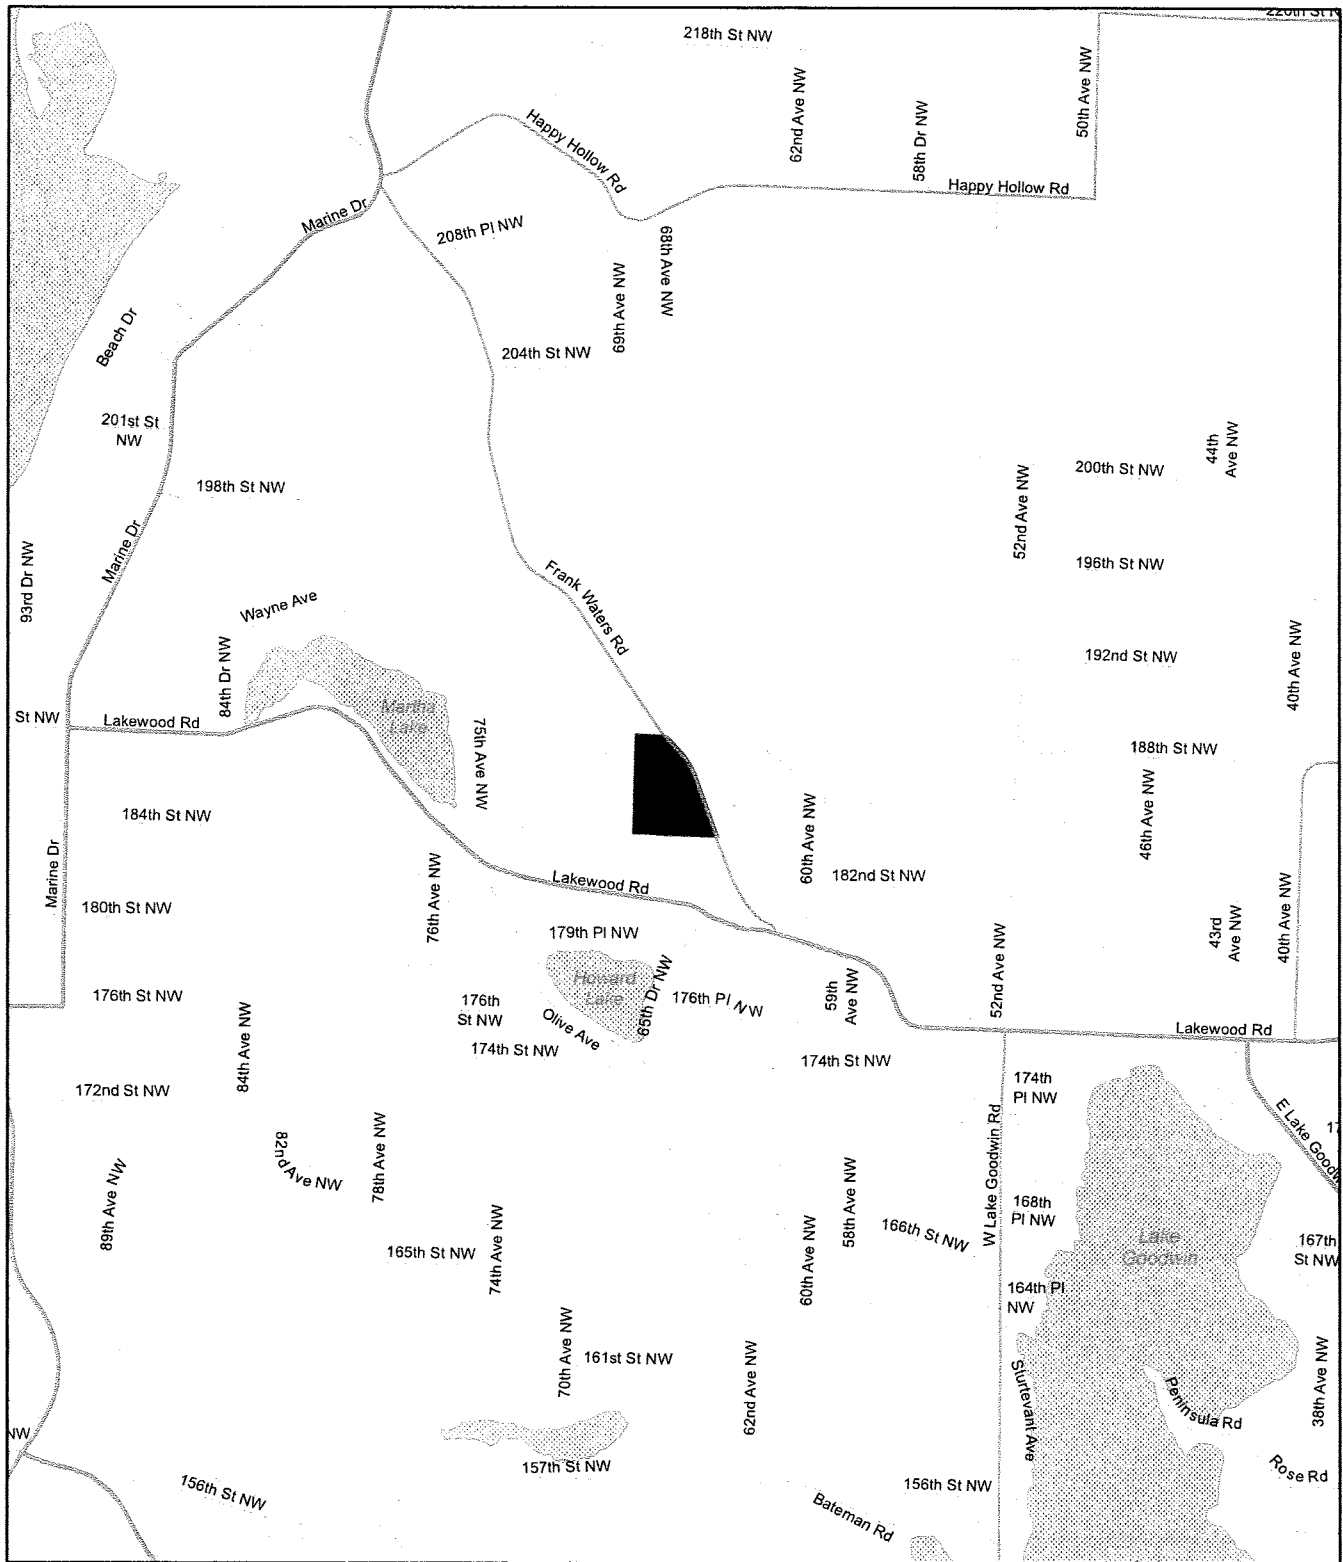 220th St N
218th St NW
62nd Ave NW
58th Dr NW
50th Ave NW
Happy Hollow Rd
Happy Hollow Rd
Marine Dr
208th Pl NW
68th Ave NW
69th Ave NW
Beach Dr
204th St NW
201st St
NW
44th
Ave NW
200th St NW
52nd Ave NW
198th St NW
Marine Dr
93rd Dr NW
196th St NW
Frank Waters Rd
Wayne Ave
84th Dr NW
192nd St NW
40th Ave NW
Martha
Lake
St NW
Lakewood Rd
75th Ave NW
188th St NW
184th St NW
46th Ave NW
60th Ave NW
182nd St NW
Marine Dr
76th Ave NW
Lakewood Rd
180th St NW
179th Pl NW
43rd
Ave NW
40th Ave NW
Howard
Lake
65th Dr NW
176th St NW
176th
St NW
Olive Ave
176th Pl NW
59th
Ave NW
52nd Ave NW
Lakewood Rd
174th St NW
174th St NW
84th Ave NW
172nd St NW
174th
Pl NW
E Lake Goodw
17
82nd Ave NW
78th Ave NW
89th Ave NW
W Lake Goodwin Rd
168th
Pl NW
58th Ave NW
166th St NW
165th St NW
74th Ave NW
60th Ave NW
Lake
Goodwin
167th
St NW
164th Pl
NW
70th Ave NW
161st St NW
62nd Ave NW
Sturtevant Ave
Peninsula Rd
38th Ave NW
NW
157th St NW
Rose Rd
156th St NW
156th St NW
Bateman Rd